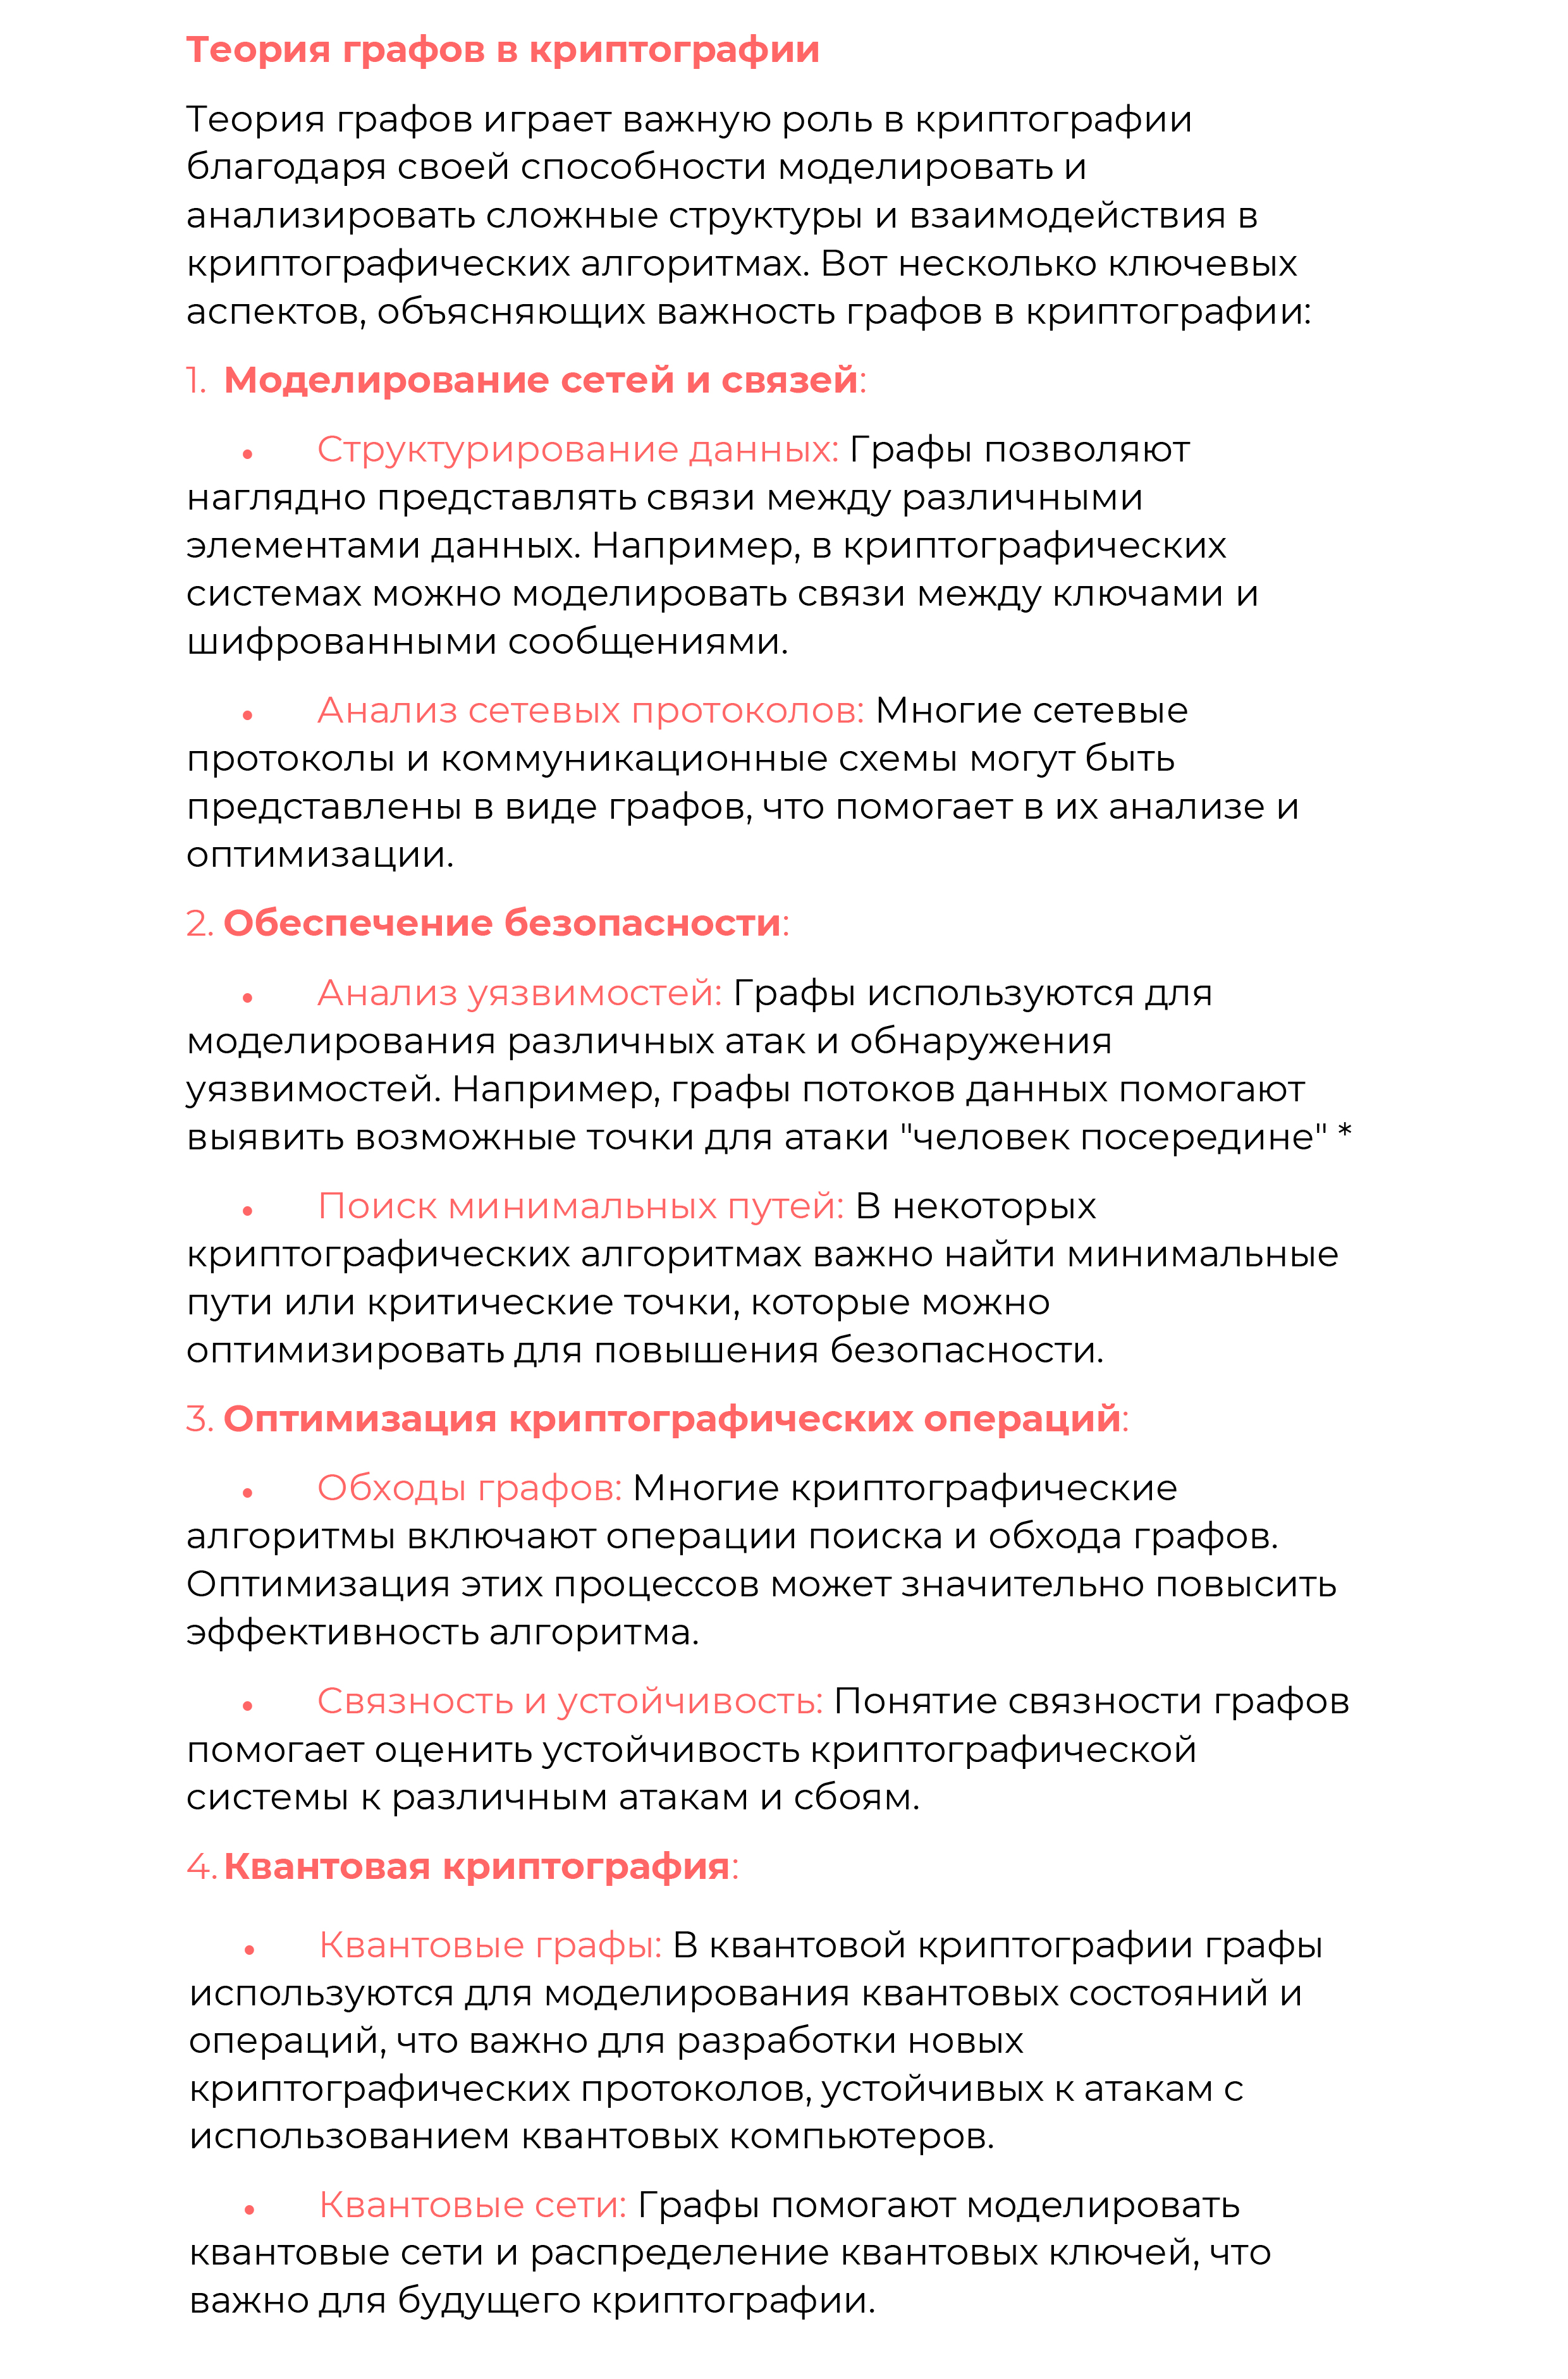 Теория графов в криптографии
Теория графов играет важную роль в криптографии
благодаря своей способности моделировать и
анализировать сложные структуры и взаимодействия в
криптографических алгоритмах. Вот несколько ключевых
аспектов, объясняющих важность графов в криптографии:
1. Моделирование сетей и связей:
• Структурирование данных: Графы позволяют
наглядно представлять связи между различными
элементами данных. Например, в криптографических
системах можно моделировать связи между ключами и
шифрованными сообщениями.
• Анализ сетевых протоколов: Многие сетевые
протоколы и коммуникационные схемы могут быть
представлены в виде графов, что помогает в их анализе и
оптимизации.
2. Обеспечение безопасности:
• Анализ уязвимостей: Графы используются для
моделирования различных атак и обнаружения
уязвимостей. Например, графы потоков данных помогают
выявить возможные точки для атаки "человек посередине" *
• Поиск минимальных путей: В некоторых
криптографических алгоритмах важно найти минимальные
пути или критические точки, которые можно
оптимизировать для повышения безопасности.
3. Оптимизация криптографических операций:
• Обходы графов: Многие криптографические
алгоритмы включают операции поиска и обхода графов.
Оптимизация этих процессов может значительно повысить
эффективность алгоритма.
• Связность и устойчивость: Понятие связности графов
помогает оценить устойчивость криптографической
системы к различным атакам и сбоям.
4. Квантовая криптография:
• Квантовые графы: В квантовой криптографии графы
используются для моделирования квантовых состояний и
операций, что важно для разработки новых
криптографических протоколов, устойчивых к атакам с
использованием квантовых компьютеров.
• Квантовые сети: Графы помогают моделировать
квантовые сети и распределение квантовых ключей, что
важно для будущего криптографии.